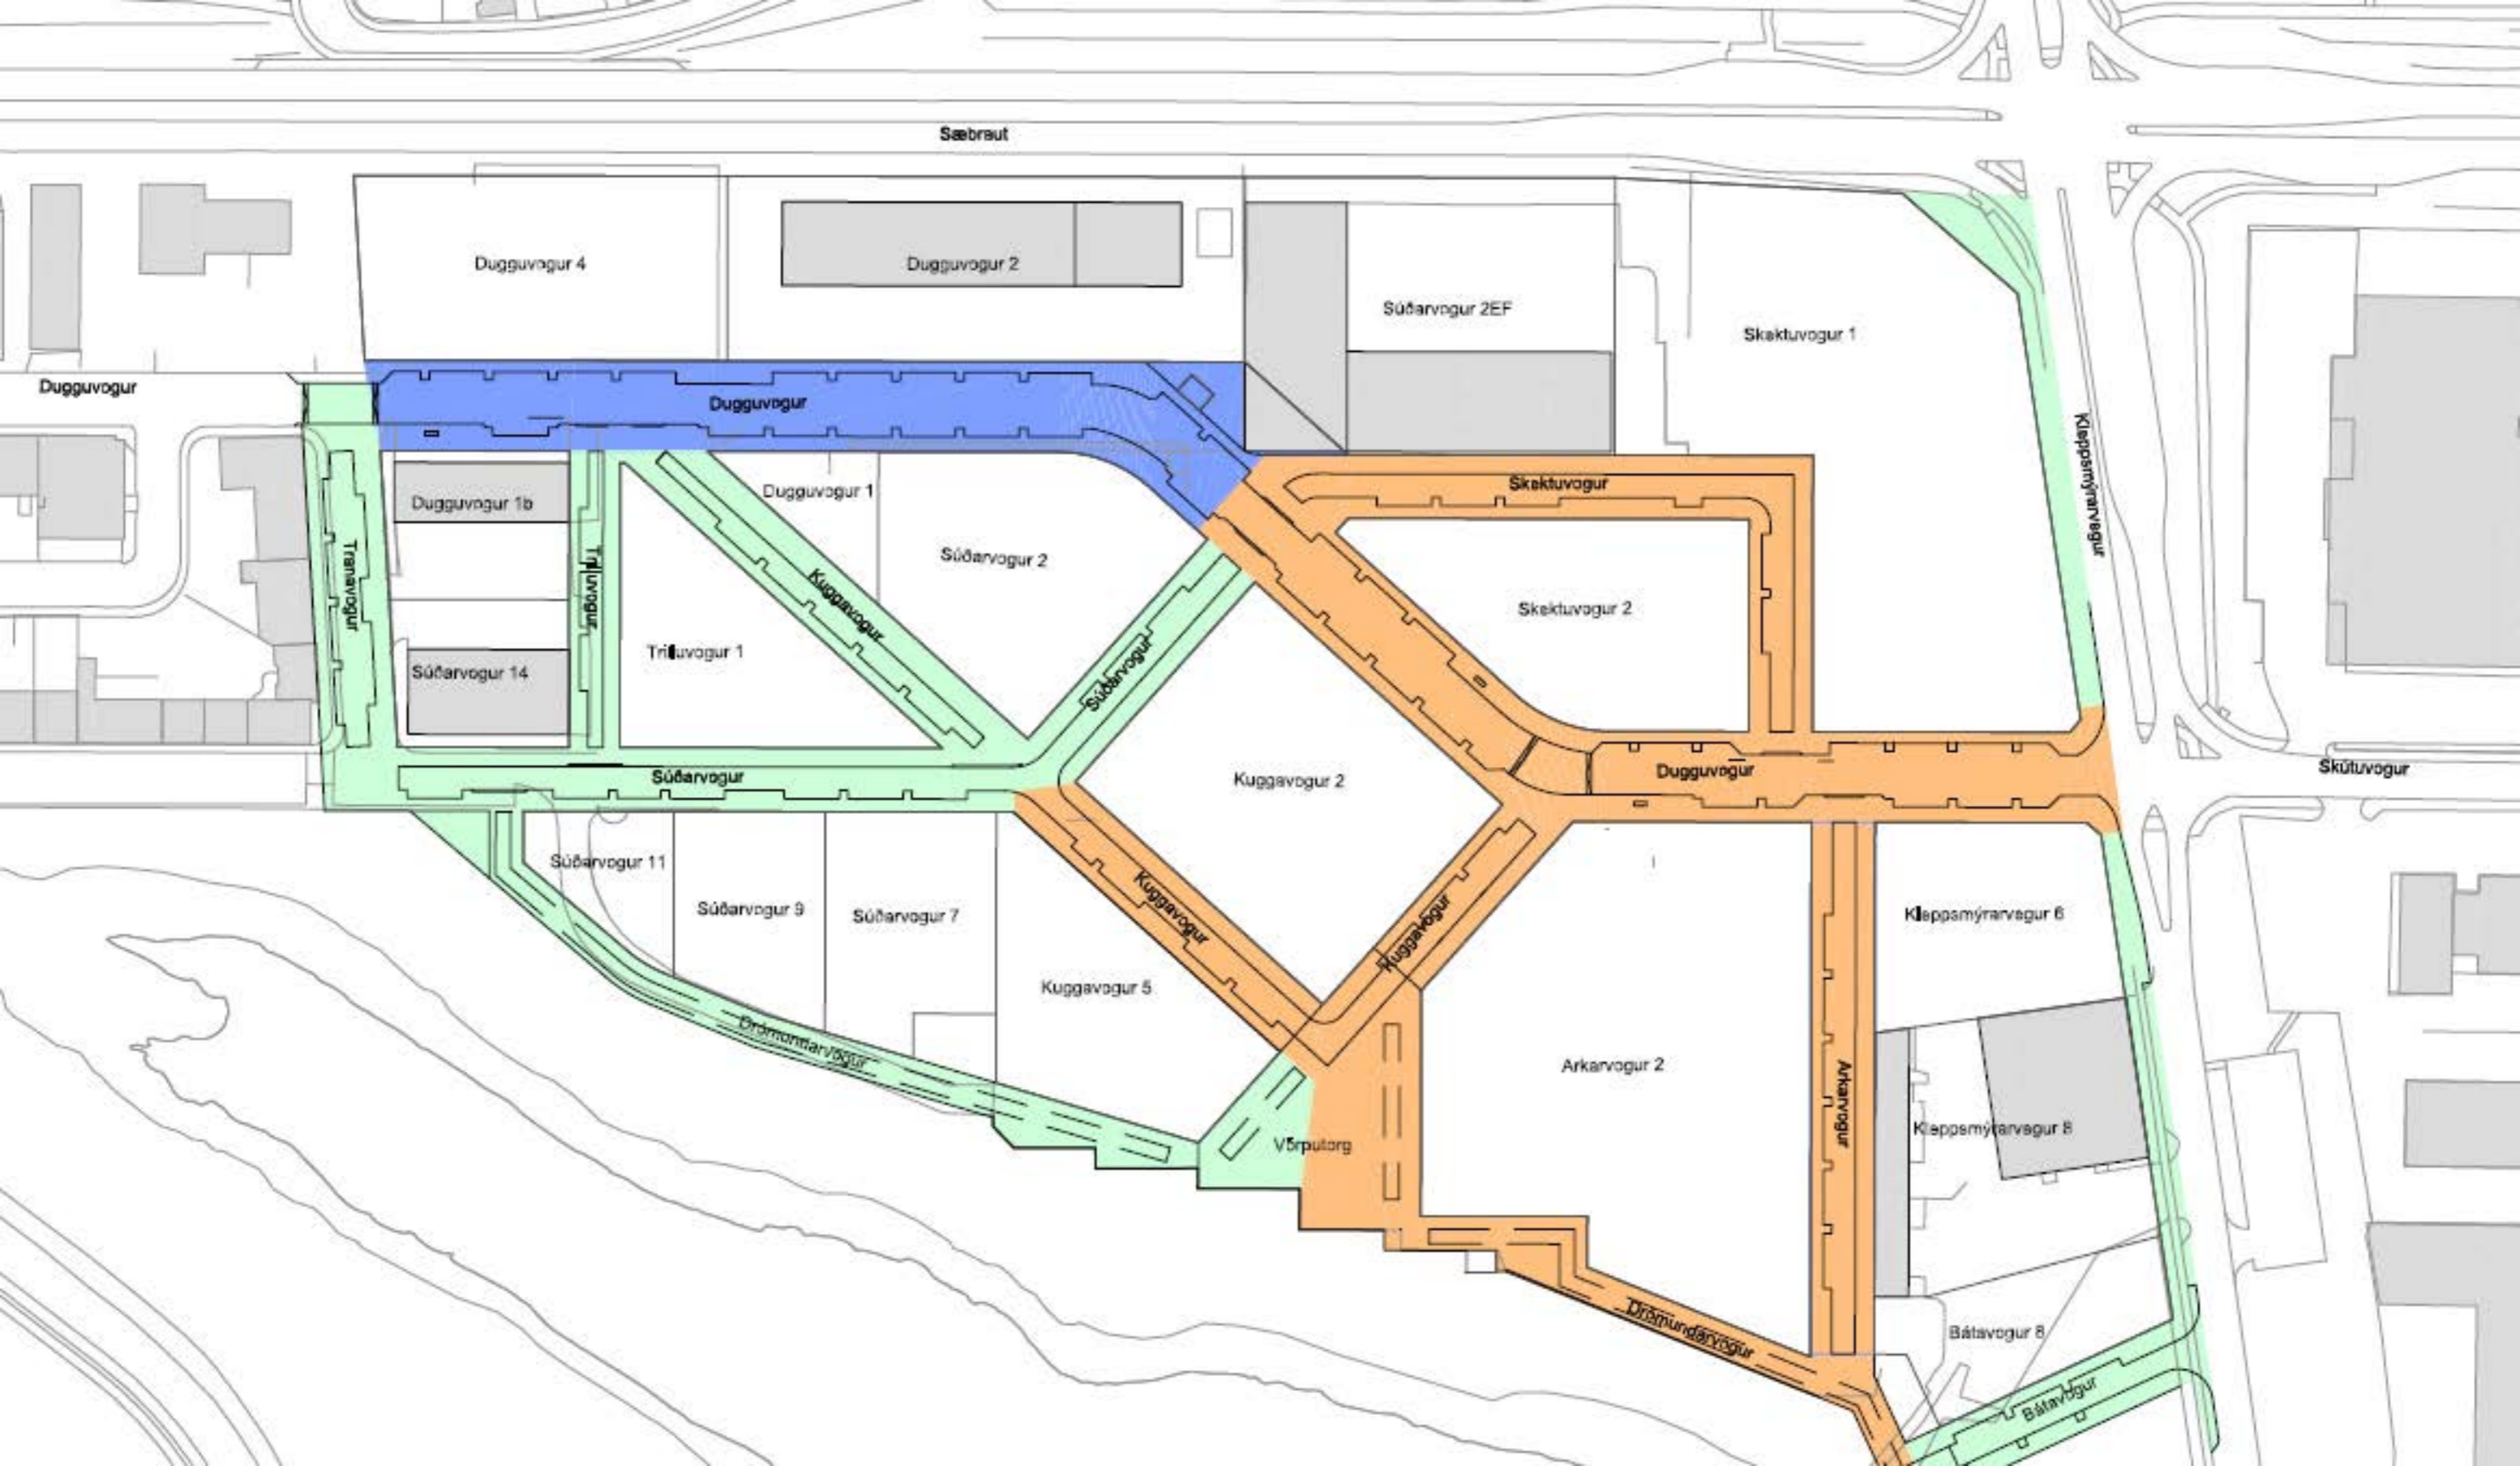 Sæbraut
Dugguvogur 4
Dugguvogur 2
Súðarvogur 2EF
Skektuvogur 1
Dugguvogur
Dugguvogur
Kleppsmýrarvegur
Skektuvogur
Dugguvogur 1
Dugguvogur 1b
Súðarvogur 2
Tranavogur
Trilluvogur
Kuggavogur
Skektuvogur 2
Trilluvogur 1
Súðarvogur
Súðarvogur 14
Súðarvogur
Kuggavogur 2
Dugguvogur
Skútuvogur
Súðarvogur 11
Súðarvogur 9
Súðarvogur 7
Kuggavogur
Kuggavogur
Kleppsmýrarvegur 6
Kuggavogur 5
Drómundarvogur
Arkarvogur 2
Arkarvogur
Vörputorg
Kleppsmýrarvegur 8
Drómundarvogur
Bátavogur 8
Bátavogur